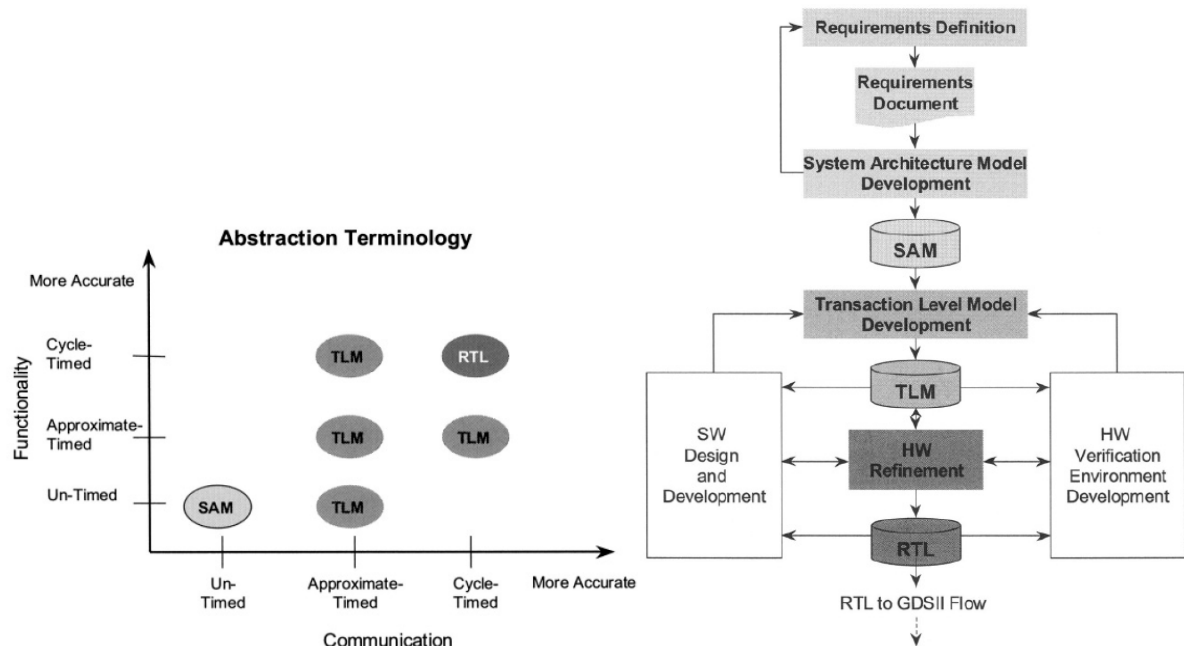 Abstraction Terminology
More Accurate
Cycle-
Timed
Approximate-
Timed
Un-Timed
Functionality
TLM
RTL
TLM
TLM
SAM
TLM
Un-
Timed
Approximate-
Timed
Cycle-
Timed
More Accurate
Communication
Requirements Definition
Requirements
Document
System Architecture Model
Development
SAM
Transaction Level Model
Development
TLM
SW
Design
and
Development
HW
Refinement
HW
Verification
Environment
Development
RTL
RTL to GDSII Flow